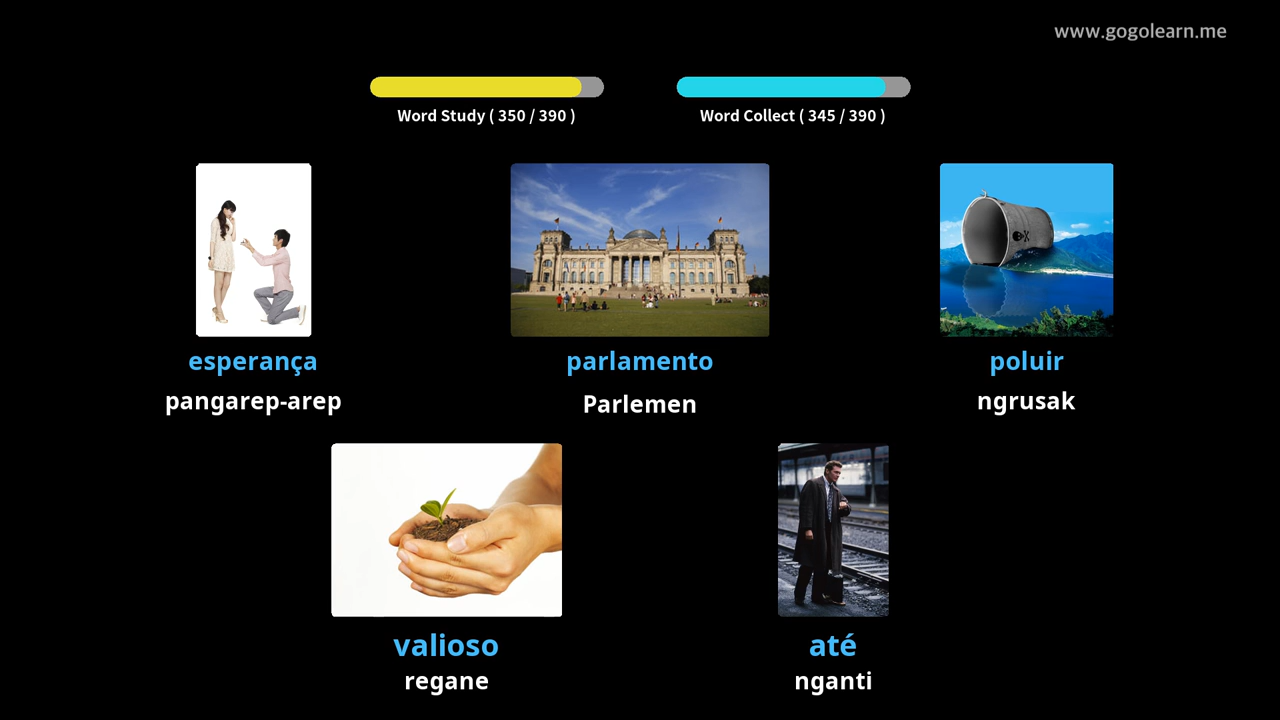 www.gogolearn.me
Word Study ( 350 / 390 )
Word Collect ( 345 / 390 )
esperança
pangarep-arep
parlamento
Parlemen
poluir
ngrusak
valioso
regane
até
nganti